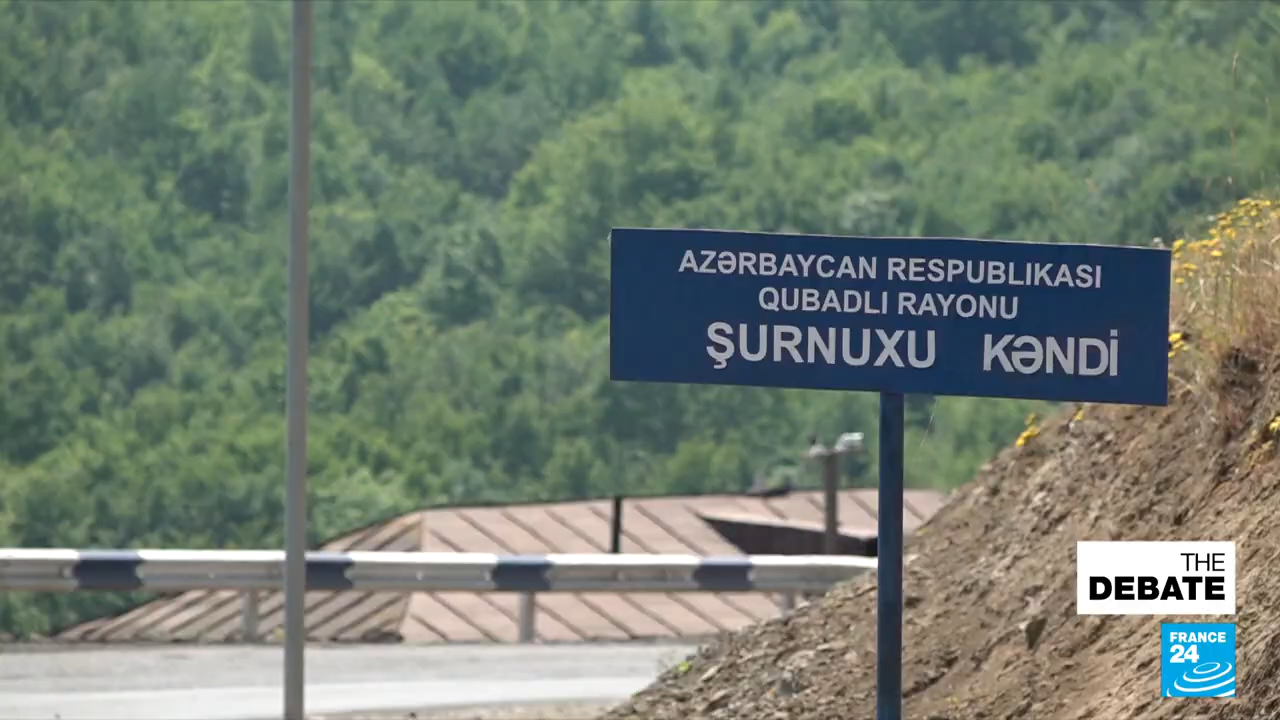 AZƏRBAYCAN RESPUBLIKASI
QUBADLI RAYONU
ŞURNUXU KƏNDİ
THE
DEBATE
FRANCE
24